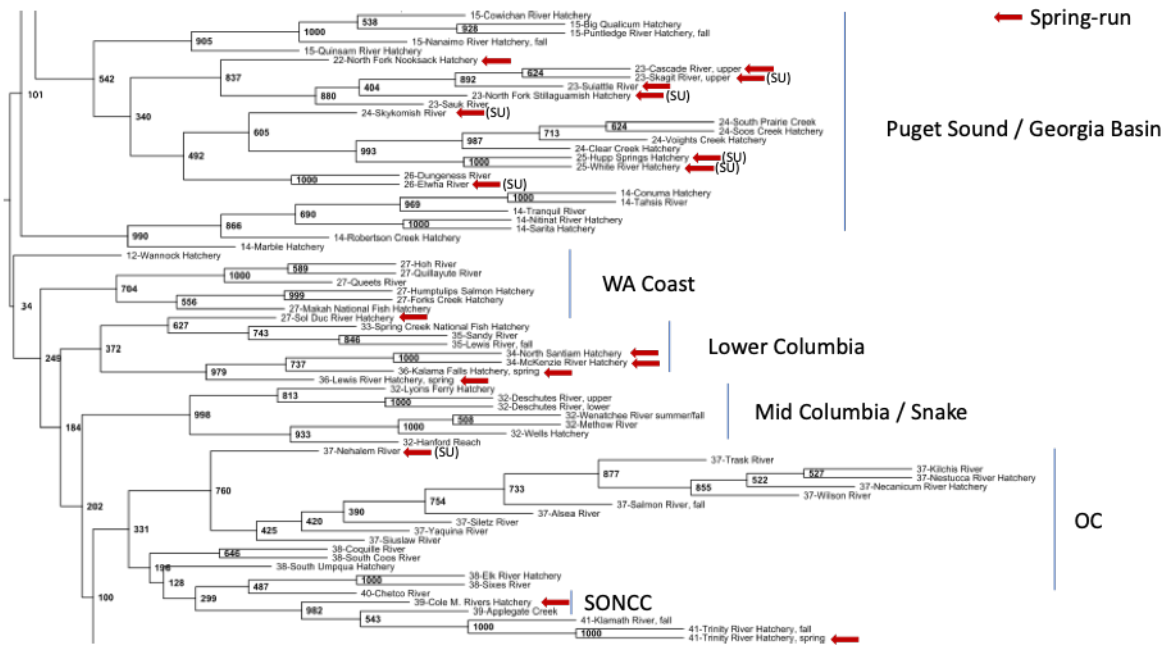 15-Cowichan River Hatchery
538
15-Big Qualicum Hatchery
1000
928
15-Puntledge River Hatchery, fall
905
15-Nanaimo River Hatchery, fall
15-Quinsam River Hatchery
Spring-run
22-North Fork Nooksack Hatchery
542
837
23-Cascade River, upper
624
23-Skagit River, upper (SU)
892
101
404
23-Suiattle River
880
23-North Fork Stillaguamish Hatchery (SU)
23-Sauk River
340
24-Skykomish River (SU)
24-South Prairie Creek
605
624
713
24-Soos Creek Hatchery
987
24-Voights Creek Hatchery
Puget Sound / Georgia Basin
993
24-Clear Creek Hatchery
492
25-Hupp Springs Hatchery (SU)
1000
25-White River Hatchery (SU)
26-Dungeness River
1000
26-Elwha River (SU)
14-Conuma Hatchery
1000
969
14-Tahsis River
690
14-Tranquil River
866
14-Nitinat River Hatchery
1000
14-Sarita Hatchery
990
14-Robertson Creek Hatchery
14-Marble Hatchery
12-Wannock Hatchery
27-Hoh River
589
1000
27-Quillayute River
704
27-Queets River
WA Coast
27-Humptulips Salmon Hatchery
999
556
27-Forks Creek Hatchery
34
27-Makah National Fish Hatchery
27-Sol Duc River Hatchery
627
33-Spring Creek National Fish Hatchery
743
35-Sandy River
846
372
35-Lewis River, fall
Lower Columbia
249
34-North Santiam Hatchery
1000
737
34-McKenzie River Hatchery
979
36-Kalama Falls Hatchery, spring
36-Lewis River Hatchery, spring
32-Lyons Ferry Hatchery
813
32-Deschutes River, upper
1000
32-Deschutes River, lower
998
Mid Columbia / Snake
32-Wenatchee River summer/fall
508
184
1000
32-Methow River
933
32-Wells Hatchery
32-Hanford Reach
37-Nehalem River (SU)
37-Trask River
877
37-Kilchis River
527
522
37-Nestucca River Hatchery
733
855
37-Necanicum River Hatchery
760
37-Wilson River
754
202
37-Salmon River, fall
390
37-Alsea River
420
37-Siletz River
OC
331
425
37-Yaquina River
37-Siuslaw River
38-Coquille River
646
38-South Coos River
38-South Umpqua Hatchery
128
38-Elk River Hatchery
1000
487
38-Sixes River
100
299
40-Chetco River
39-Cole M. Rivers Hatchery
SONCC
982
39-Applegate Creek
543
41-Klamath River, fall
1000
41-Trinity River Hatchery, fall
1000
41-Trinity River Hatchery, spring